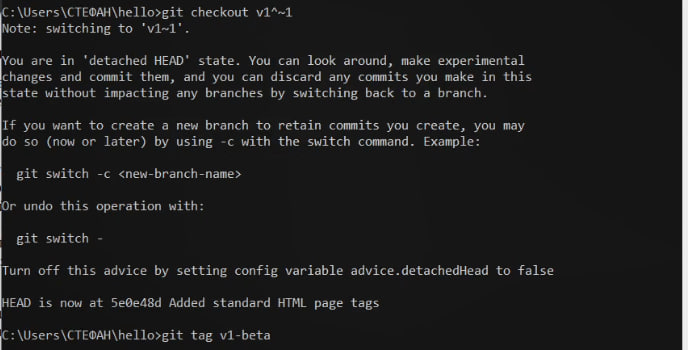 C:\Users\СТЕФАН\hello>git checkout v1^~1
Note: switching to 'v1~1'.
You are in 'detached HEAD' state. You can look around, make experimental
changes and commit them, and you can discard any commits you make in this
state without impacting any branches by switching back to a branch.
If you want to create a new branch to retain commits you create, you may
do so (now or later) by using -c with the switch command. Example:
git switch -c <new-branch-name>
Or undo this operation with:
git switch -
Turn off this advice by setting config variable advice.detachedHead to false
HEAD is now at 5e0e48d Added standard HTML page tags
C:\Users\СТЕФАН\hello>git tag v1-beta